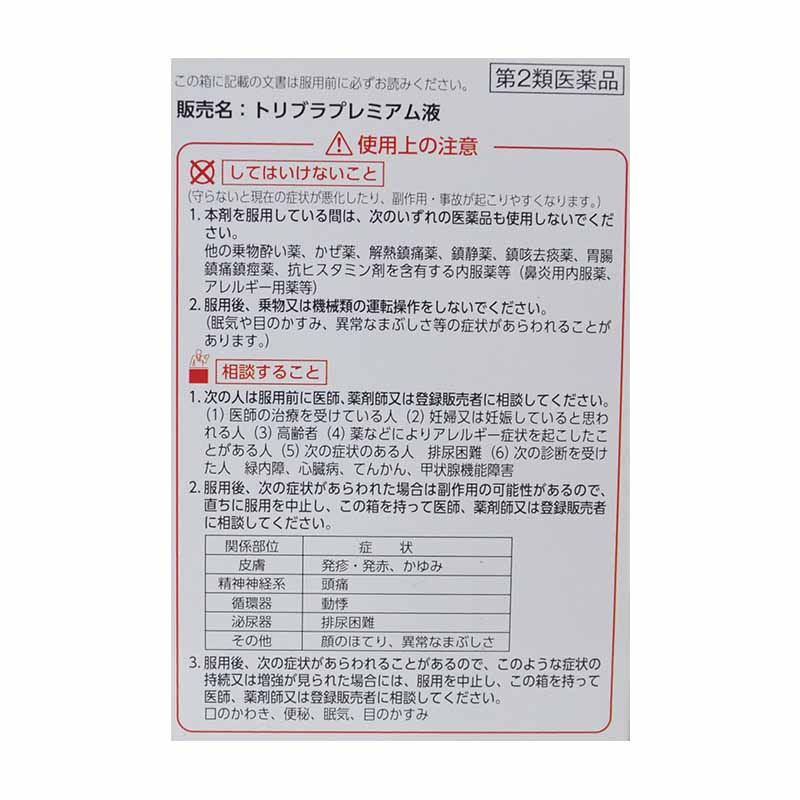 この箱に記載の文書は服用前に必ずお読みください。
第2類医薬品
販売名：トリブラプレミアム液
使用上の注意
してはいけないこと
(守らないと現在の症状が悪化したり、副作用・事故が起こりやすくなります。)
1. 本剤を服用している間は、次のいずれの医薬品も使用しないでくだ
さい。
他の乗物酔い薬、かぜ薬、解熱鎮痛薬、鎮静薬、鎮咳去痰薬、胃腸
鎮痛鎮痙薬、抗ヒスタミン剤を含有する内服薬等（鼻炎用内服薬、
アレルギー用薬等）
2. 服用後、乗物又は機械類の運転操作をしないでください。
（眠気や目のかすみ、異常なまぶしさ等の症状があらわれることが
あります。）
相談すること
1. 次の人は服用前に医師、薬剤師又は登録販売者に相談してください。
(1) 医師の治療を受けている人 (2) 妊婦又は妊娠していると思わ
れる人 (3) 高齢者 (4) 薬などによりアレルギー症状を起こしたこ
とがある人 (5) 次の症状のある人　排尿困難 (6) 次の診断を受け
た人　緑内障、心臓病、てんかん、甲状腺機能障害
2. 服用後、次の症状があらわれた場合は副作用の可能性があるので、
直ちに服用を中止し、この箱を持って医師、薬剤師又は登録販売者
に相談してください。
関係部位　症　状
皮膚　発疹・発赤、かゆみ
精神神経系　頭痛
循環器　動悸
泌尿器　排尿困難
その他　顔のほてり、異常なまぶしさ
3. 服用後、次の症状があらわれることがあるので、このような症状の
持続又は増強が見られた場合には、服用を中止し、この箱を持って
医師、薬剤師又は登録販売者に相談してください。
口のかわき、便秘、眠気、目のかすみ